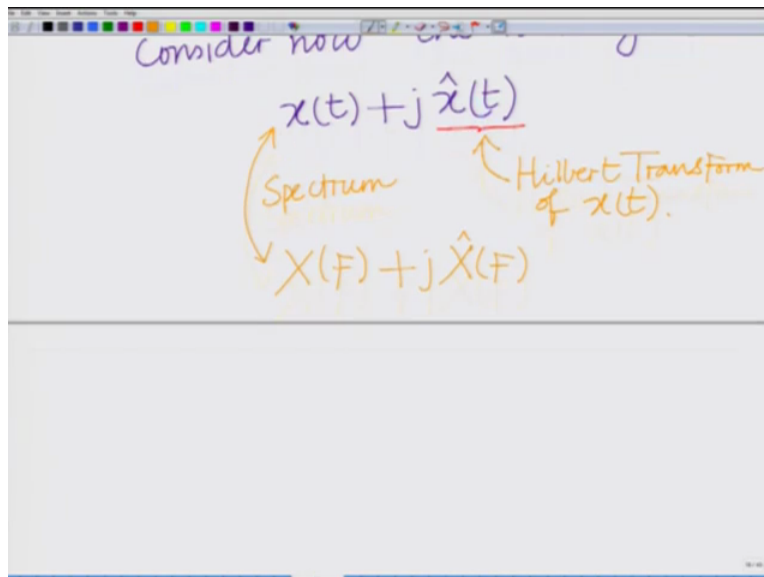 Consider now
x(t) + j x̂(t)
Spectrum
Hilbert Transform
of x(t).
X(F) + j X̂(F)